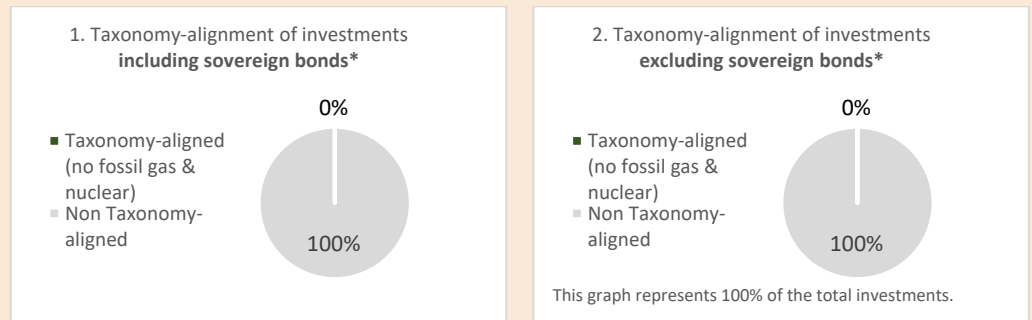 1. Taxonomy-alignment of investments
including sovereign bonds*
0%
Taxonomy-aligned
(no fossil gas &
nuclear)
Non Taxonomy-
aligned
100%
2. Taxonomy-alignment of investments
excluding sovereign bonds*
0%
Taxonomy-aligned
(no fossil gas &
nuclear)
Non Taxonomy-
aligned
100%
This graph represents 100% of the total investments.